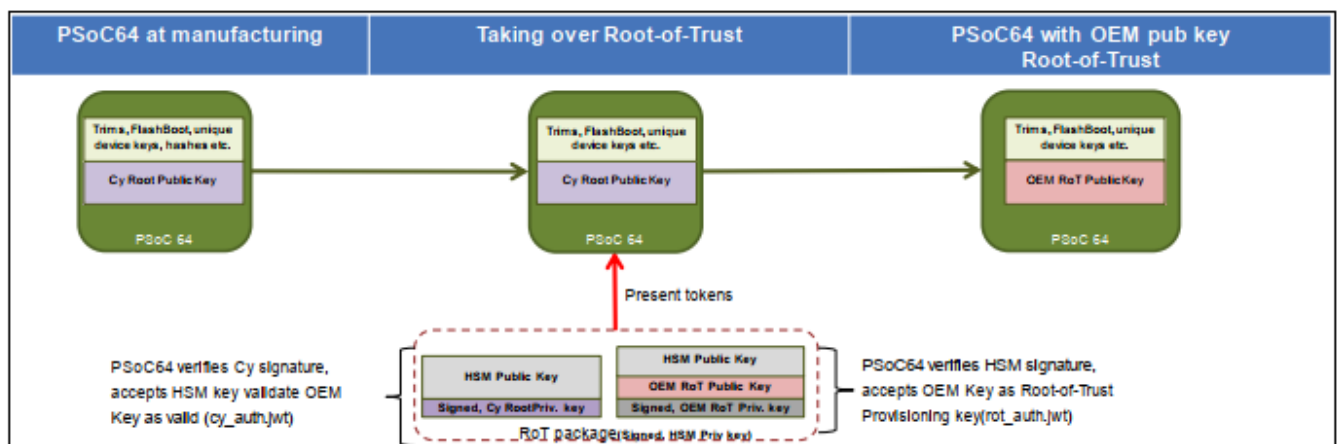 PSoC64 at manufacturing
Taking over Root-of-Trust
PSoC64 with OEM pub key
Root-of-Trust
Trims, FlashBoot, unique
device keys, hashes etc.
Cy Root Public Key
PSoC 64
Trims, FlashBoot, unique
device keys etc.
Cy Root Public Key
PSoC 64
Trims, FlashBoot, unique
device keys etc.
OEM RoT Public Key
PSoC 64
Present tokens
PSoC64 verifies Cy signature,
accepts HSM key validate OEM
Key as valid (cy_auth.jwt)
HSM Public Key
Signed, Cy RootPriv. key
HSM Public Key
OEM RoT Public Key
Signed, OEM RoT Priv. key
RoT package(Signed, HSM Priv key)
PSoC64 verifies HSM signature,
accepts OEM Key as Root-of-Trust
Provisioning key(rot_auth.jwt)